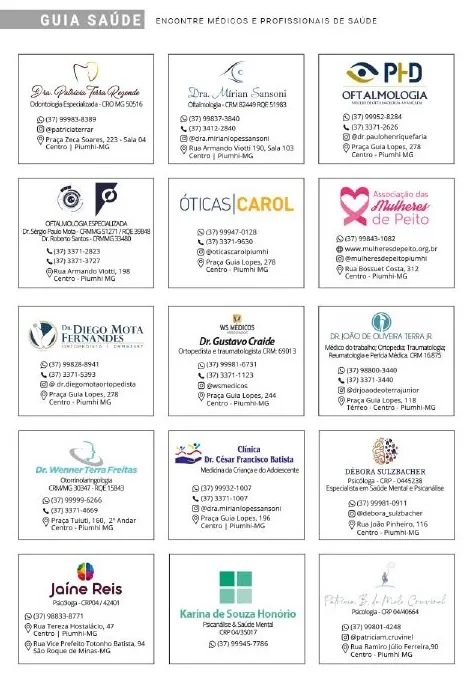 GUIA SAÚDE ENCONTRE MÉDICOS E PROFISSIONAIS DE SAÚDE
Dra. Patrícia Terra Rezende
Odontologia Especializada - CRO MG 50516
(37) 99983-8389
@patriciaterrar
Praça Zeca Soares, 223 - Sala 04
Centro | Piumhi-MG
Dra. Mírian Sansoni
Oftalmologia - CRM 82449 RQE 51983
(37) 99837-3840
(37) 3412-2840
@dra.mirianlopessansoni
Rua Armando Viotti 190, Sala 103
Centro | Piumhi-MG
PHD
OFTALMOLOGIA
(37) 99952-8284
(37) 3371-2626
@dr.paulohenriquefaria
Praça Guia Lopes, 278
Centro - Piumhi MG
OFTALMOLOGIA ESPECIALIZADA
Dr. Sérgio Paulo Mota - CRMMG 51271 / RQE 39848
Dr. Roberto Santos - CRMMG 33480
(37) 3371-2823
(37) 3371-3727
Rua Armando Viotti, 198
Centro | Piumhi-MG
ÓTICAS|CAROL
(37) 99947-0128
(37) 3371-9630
@oticascarolpiumhi
Praça Guia Lopes, 278
Centro - Piumhi MG
Associação das
Mulheres
de Peito
(37) 99843-1082
www.mulheresdepeito.org.br
@mulheresdepeitopiumhi
Rua Bossuet Costa, 312
Centro | Piumhi-MG
Dr. DIEGO MOTA
FERNANDES
ORTOPEDISTA
(37) 99828-8941
(37) 3371-5393
@ dr.diegomotaortopedista
Praça Guia Lopes, 278
Centro - Piumhi MG
WS MEDICOS
Dr. Gustavo Craide
Ortopedista e traumatologista CRM: 69013
(37) 99981-6731
(37) 3371-1123
@wsmedicos
Praça Guia Lopes, 244
Centro - Piumhi MG
DR. JOÃO DE OLIVEIRA TERRA JR.
Médico do trabalho; Ortopedia; Traumatologia;
Reumatologia e Perícia Médica. CRM 16.875
(37) 98800-3440
(37) 3371-3440
@drjoaodeoterrajunior
Praça Guia Lopes, 118
Térreo - Centro | Piumhi-MG
Dr. Wenner Terra Freitas
Otorrinolaringologia
CRMMG 30347 - RQE 15843
(37) 99999-6266
(37) 3371-4669
Praça Tuiuti, 160, 2º Andar
Centro - Piumhi MG
Clínica
Dr. César Francisco Batista
Medicina da Criança e do Adolescente
(37) 99932-1007
(37) 3371-1007
@dra.mirianlopessansoni
Praça Guia Lopes, 196
Centro | Piumhi-MG
DÉBORA SULZBACHER
Psicóloga - CRP - 0445238
Especialista em Saúde Mental e Psicanálise
(37) 99981-0911
@debora_sulzbacher
Rua João Pinheiro, 116
Centro - Piumhi MG
Jaíne Reis
Psicóloga - CRP04 / 42401
(37) 98833-8771
Rua Tereza Hostalácio, 47
Centro | Piumhi-MG
Rua Vice Prefeito Totonho Batista, 94
São Roque de Minas-MG
Karina de Souza Honório
Psicanálise & Saúde Mental
CRP 04/35017
(37) 99945-7786
Patrícia B. de Melo Cruvinel
Psicóloga - CRP 04/40664
(37) 99801-4248
@patriciam.cruvinel
Rua Ramiro Júlio Ferreira,90
Centro - Piumhi MG